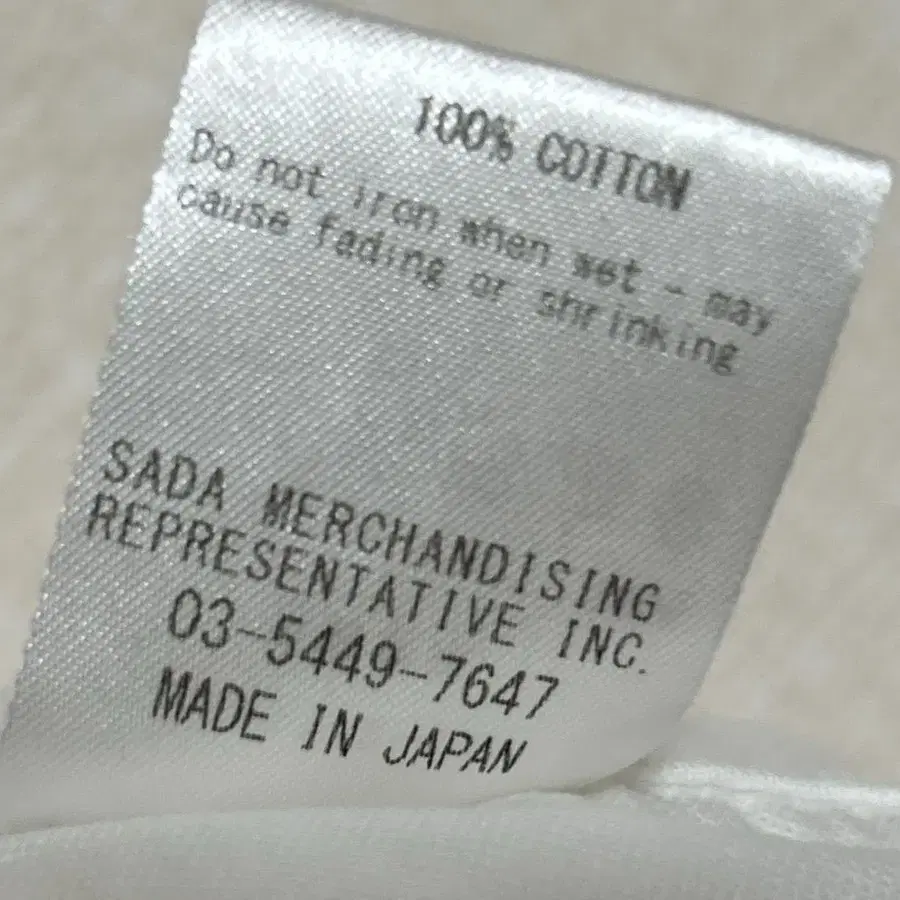 100% COTTON
Do not iron when wet - may
cause fading or shrinking
SADA MERCHANDISING
REPRESENTATIVE INC.
03-5449-7647
MADE IN JAPAN